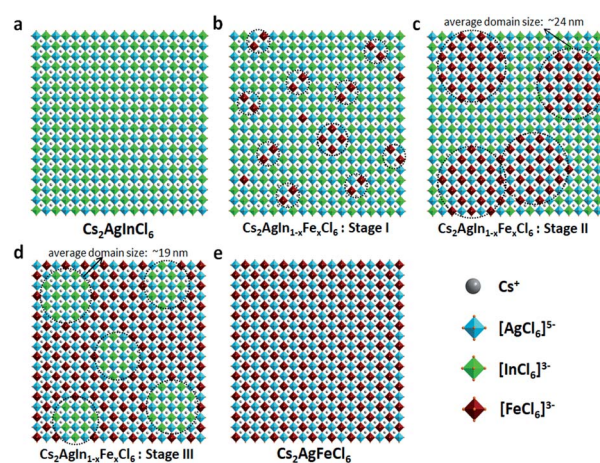 a
Cs₂AgInCl₆
b
Cs₂AgIn₁₋ₓFeₓCl₆ : Stage I
c
average domain size: ~24 nm
Cs₂AgIn₁₋ₓFeₓCl₆ : Stage II
d
average domain size: ~19 nm
Cs₂AgIn₁₋ₓFeₓCl₆ : Stage III
e
Cs₂AgFeCl₆
Cs⁺
[AgCl₆]⁵⁻
[InCl₆]³⁻
[FeCl₆]³⁻